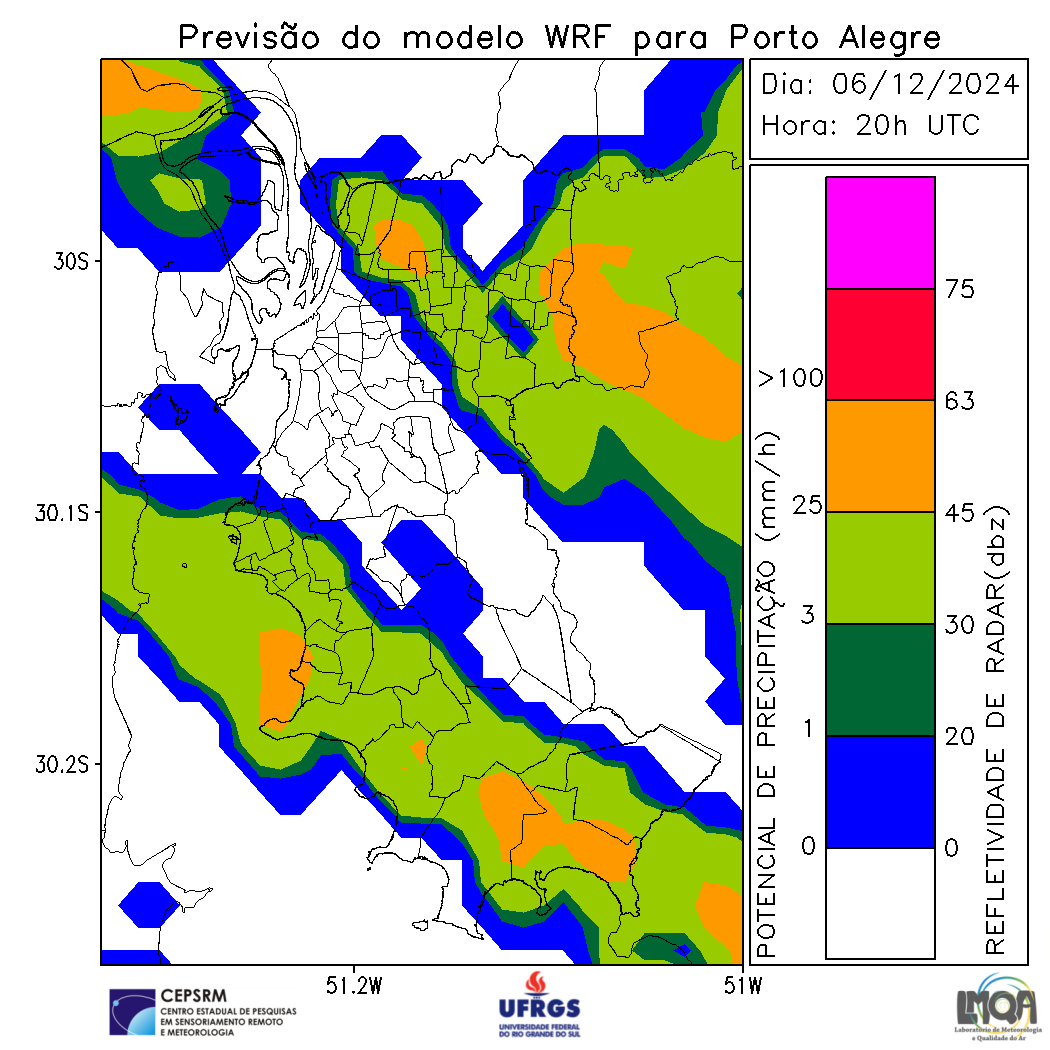 Previsão do modelo WRF para Porto Alegre
Dia: 06/12/2024
Hora: 20h UTC
30S
30.1S
30.2S
51.2W
51W
POTENCIAL DE PRECIPITAÇÃO (mm/h)
>100
25
3
1
0
75
63
45
30
20
0
REFLETIVIDADE DE RADAR(dbz)
CEPSRM
CENTRO ESTADUAL DE PESQUISAS
EM SENSORIAMENTO REMOTO
E METEOROLOGIA
UFRGS
UNIVERSIDADE FEDERAL
DO RIO GRANDE DO SUL
LMQA
Laboratório de Meteorologia
e Qualidade do Ar